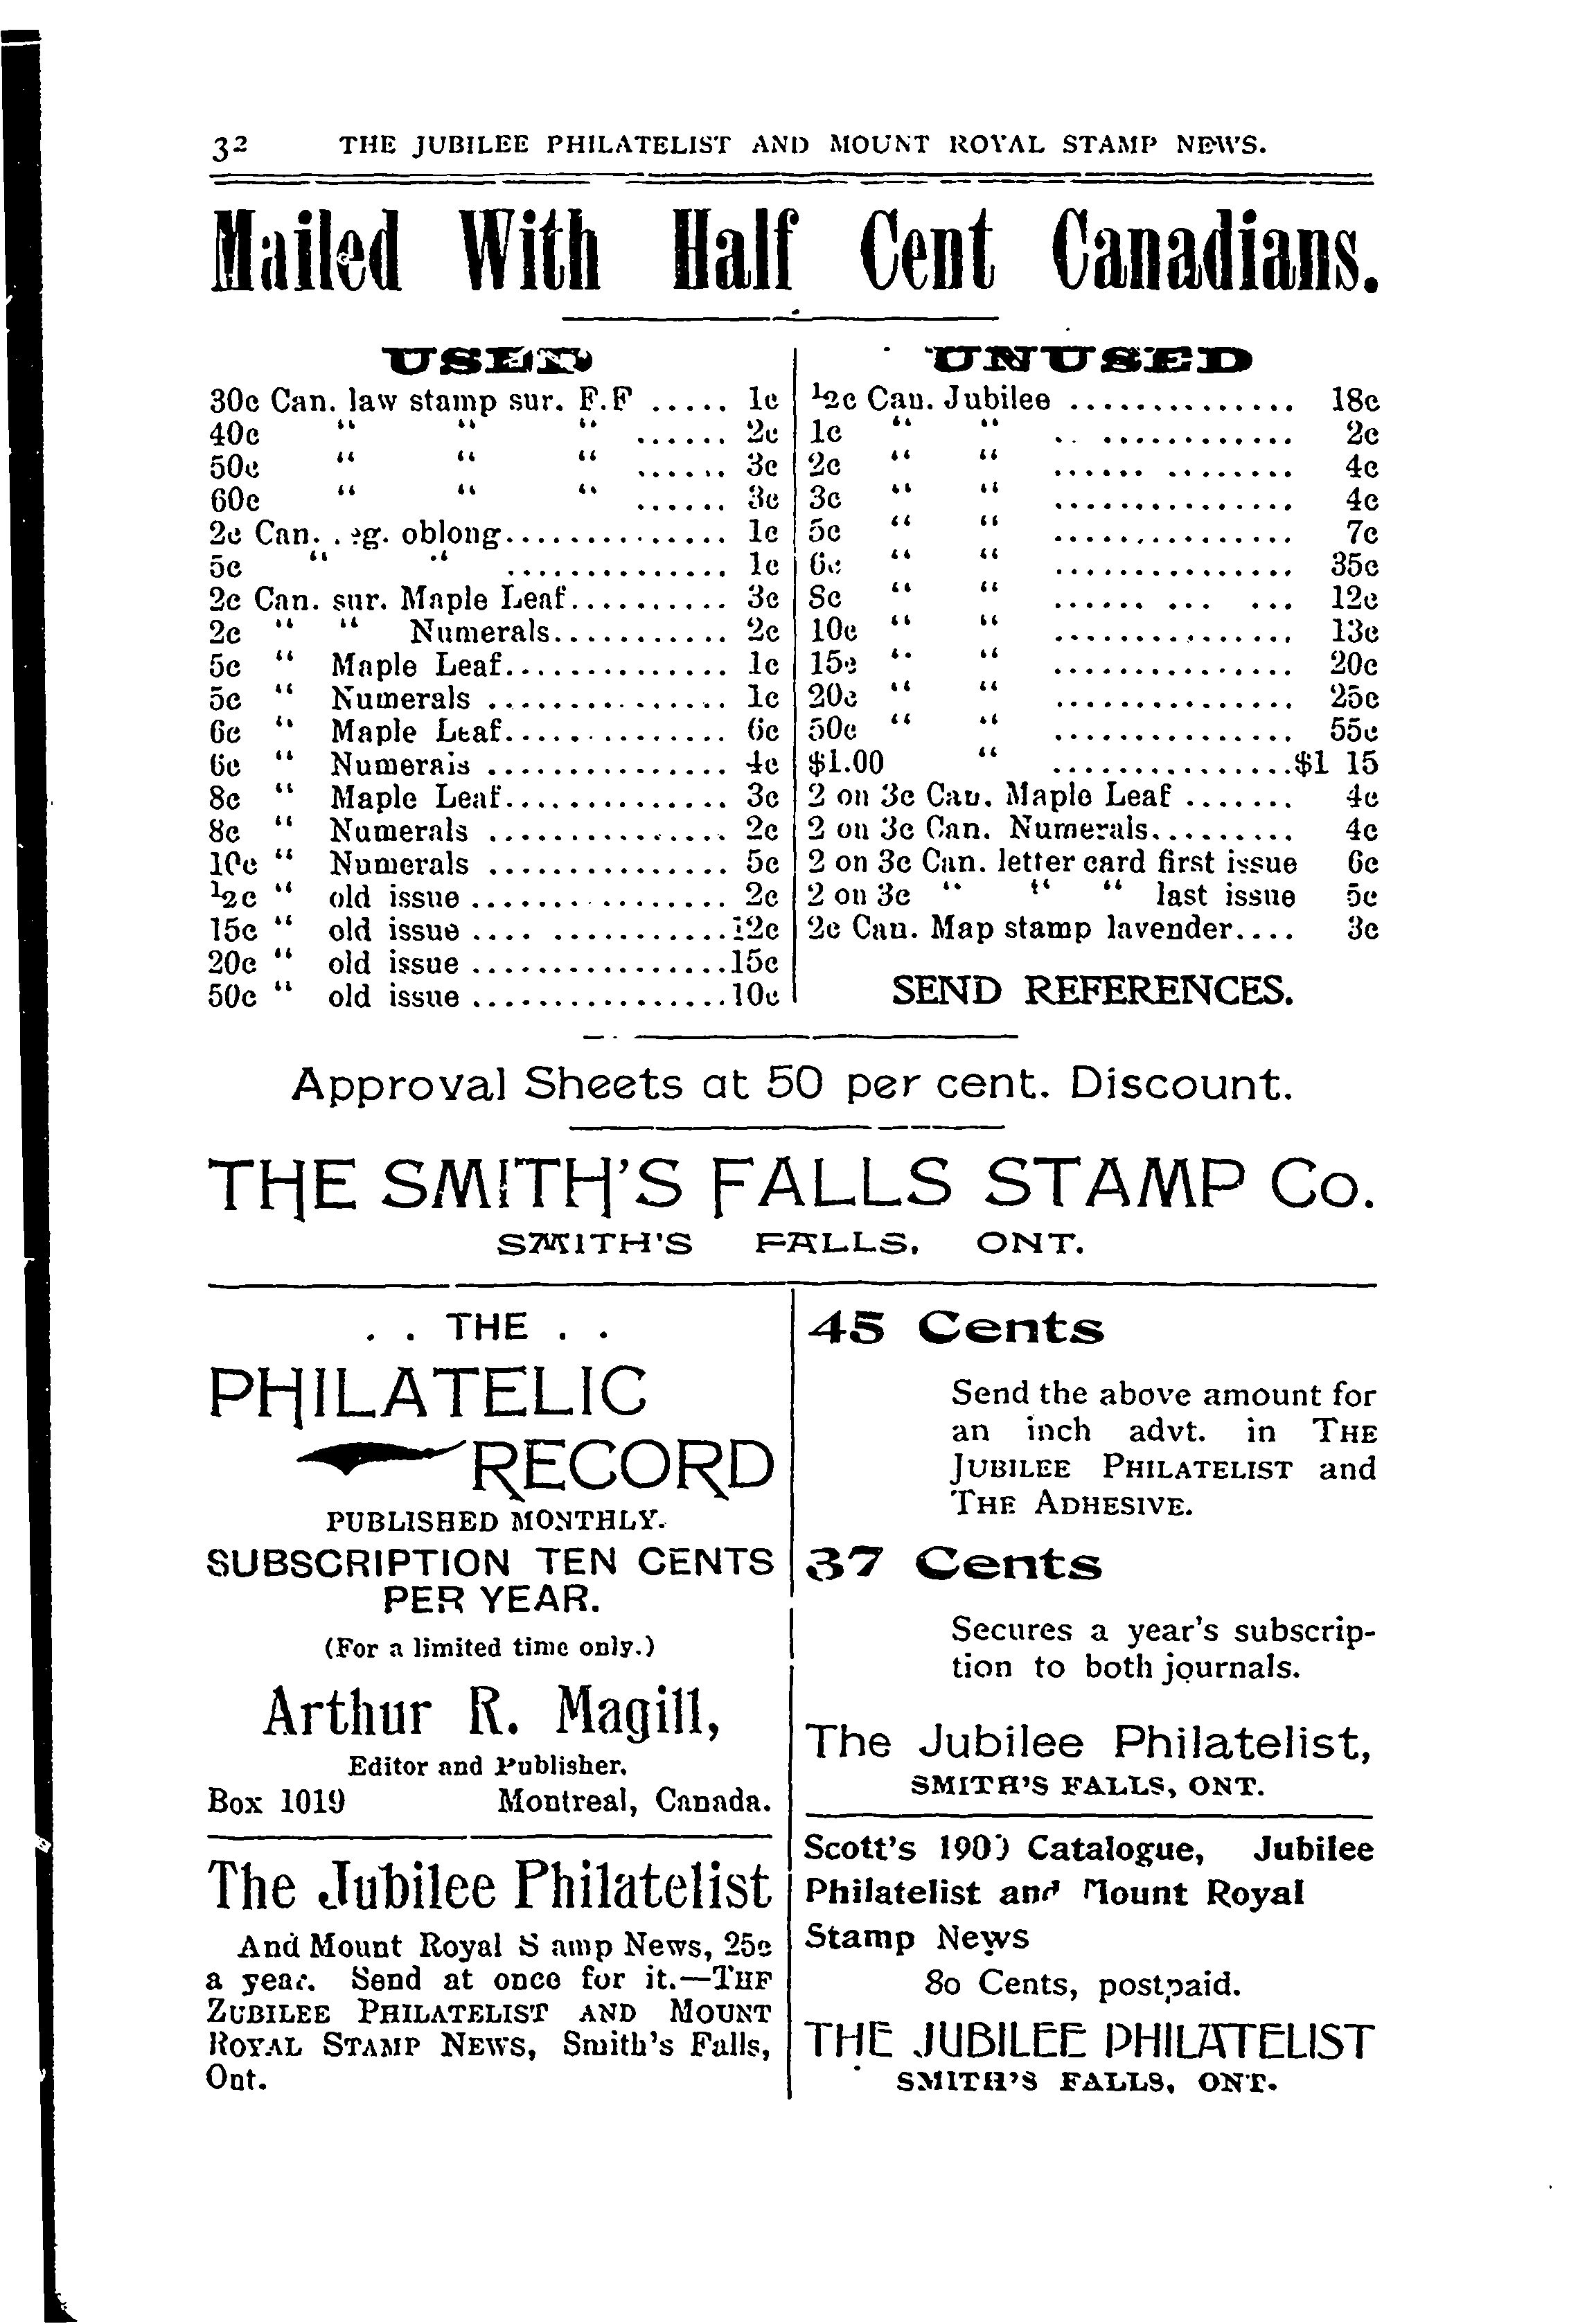 32 THE JUBILEE PHILATELIST AND MOUNT ROYAL STAMP NEWS.
Mailed With Half Cent Canadians.
USED
30c Can. law stamp sur. F.F ..... 1c
40c " " " ...... 2c
50c " " " ...... 3c
60c " " " ...... 3c
2c Can. . eg. oblong.............. 1c
5c " " .............. 1c
2c Can. sur. Maple Leaf.......... 3c
2c " " Numerals........... 2c
5c " Maple Leaf.............. 1c
5c " Numerals ............... 1c
6c " Maple Leaf.............. 6c
6c " Numerals ............... 4c
8c " Maple Leaf.............. 3c
8c " Numerals ............... 2c
10c " Numerals ............... 5c
½c " old issue ................ 2c
15c " old issue .... ...........12c
20c " old issue ................15c
50c " old issue ................10c
UNUSED
½c Can. Jubilee .............. 18c
1c " " .. ............ 2c
2c " " ...... ........ 4c
3c " " ............... 4c
5c " " ............... 7c
6c " " ............... 35c
8c " " ...... ... ... 12c
10c " " ............... 13c
15c " " ............... 20c
20c " " ............... 25c
50c " " ............... 55c
$1.00 " ...............$1 15
2 on 3c Can. Maple Leaf ....... 4c
2 on 3c Can. Numerals......... 4c
2 on 3c Can. letter card first issue 6c
2 on 3c " " " last issue 5c
2c Can. Map stamp lavender.... 3c
SEND REFERENCES.
Approval Sheets at 50 per cent. Discount.
THE SMITH'S FALLS STAMP Co.
SMITH'S FALLS, ONT.
. . THE . .
PHILATELIC
RECORD
PUBLISHED MONTHLY.
SUBSCRIPTION TEN CENTS
PER YEAR.
(For a limited time only.)
Arthur R. Magill,
Editor and Publisher.
Box 1019 Montreal, Canada.
The Jubilee Philatelist
And Mount Royal S amp News, 25c
a year. Send at once for it.—THE
ZUBILEE PHILATELIST AND MOUNT
ROYAL STAMP NEWS, Smith's Falls,
Ont.
45 Cents
Send the above amount for
an inch advt. in THE
JUBILEE PHILATELIST and
THE ADHESIVE.
37 Cents
Secures a year's subscrip-
tion to both journals.
The Jubilee Philatelist,
SMITH'S FALLS, ONT.
Scott's 1900 Catalogue, Jubilee
Philatelist and Mount Royal
Stamp News
80 Cents, postpaid.
THE JUBILEE PHILATELIST
SMITH'S FALLS, ONT.